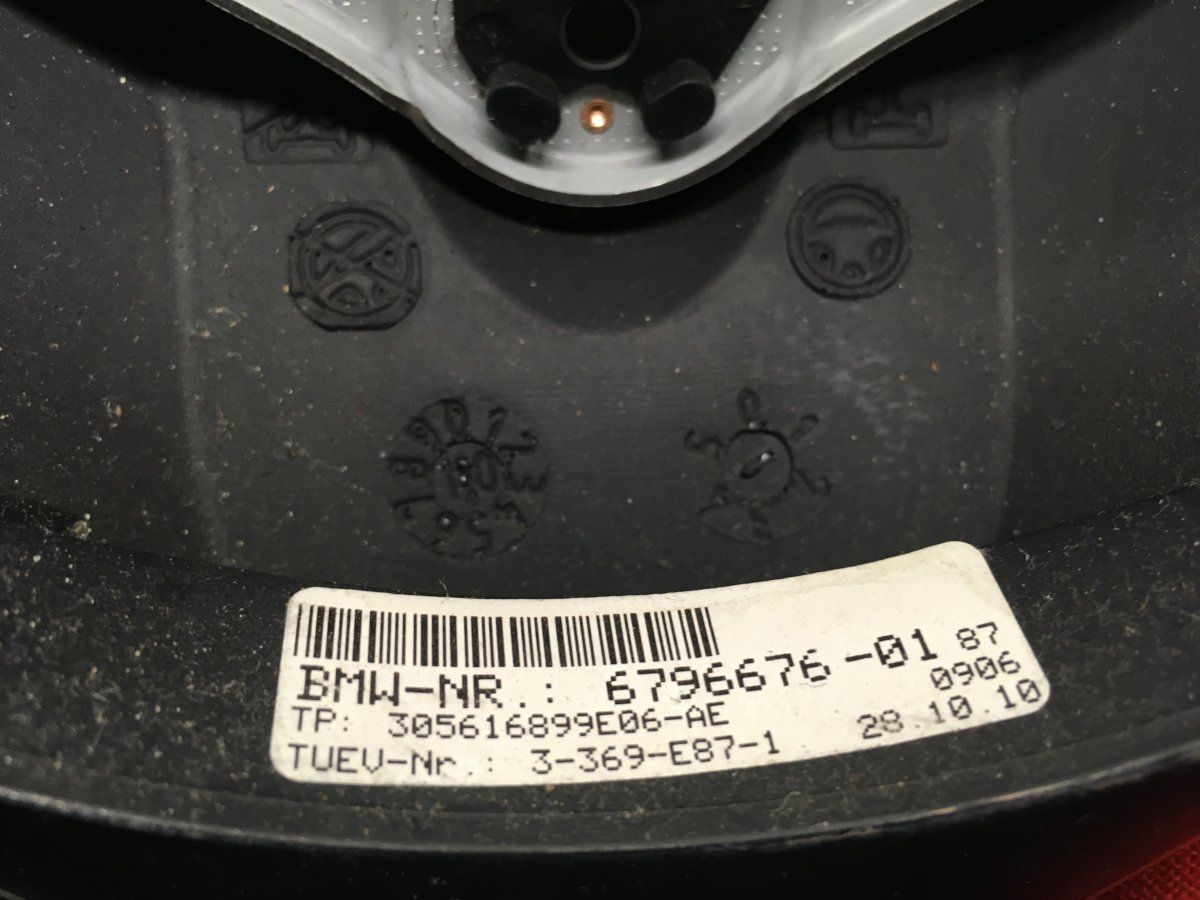 BMW-NR.: 6796676-01 87
0906
TP: 305616899E06-AE
28.10.10
TUEV-Nr.: 3-369-E87-1